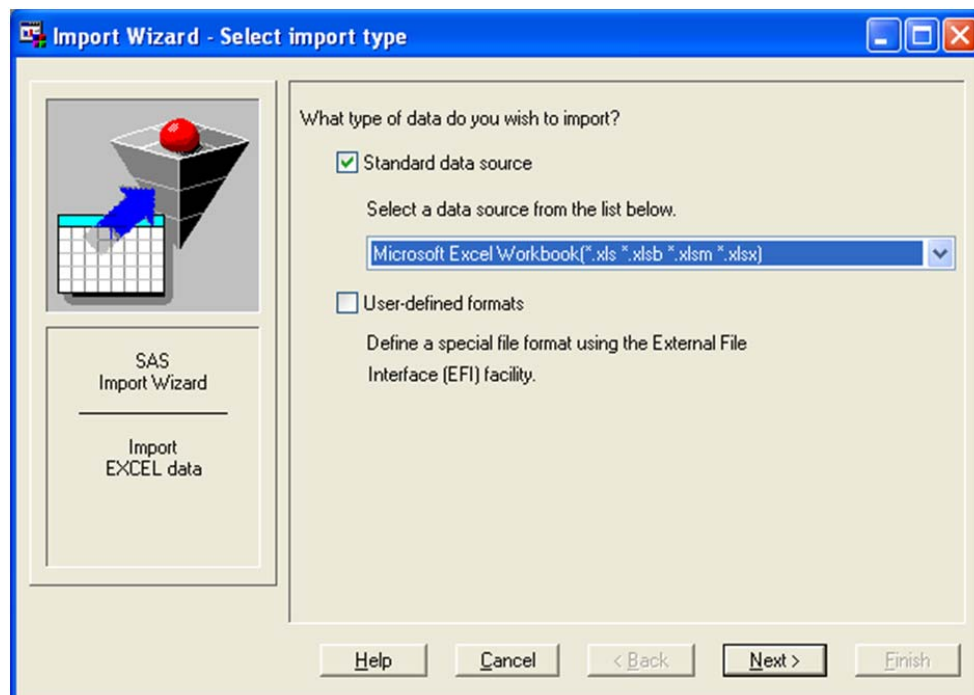 Import Wizard - Select import type
What type of data do you wish to import?
Standard data source
Select a data source from the list below.
Microsoft Excel Workbook(*.xls *.xlsb *.xlsm *.xlsx)
User-defined formats
Define a special file format using the External File
Interface (EFI) facility.
SAS
Import Wizard
Import
EXCEL data
Help
Cancel
< Back
Next >
Finish